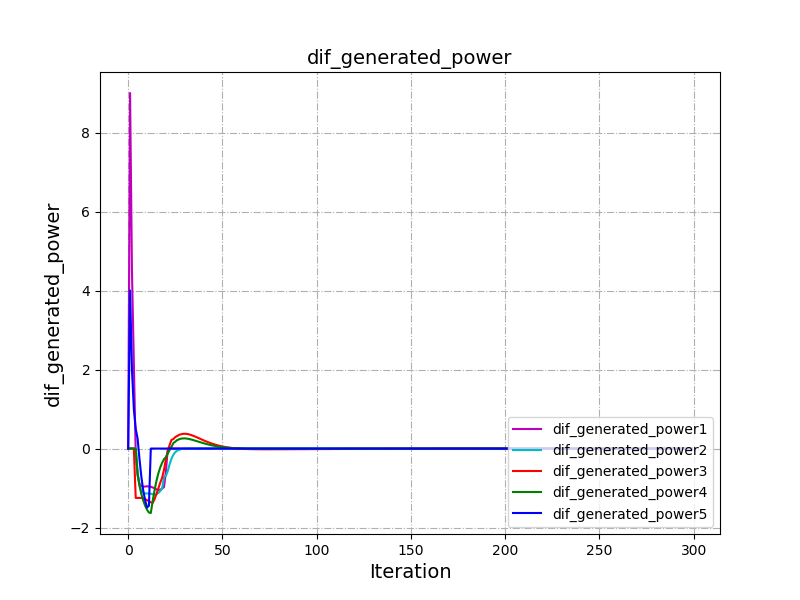 dif_generated_power
dif_generated_power
8
6
4
2
0
−2
0 50 100 150 200 250 300
Iteration
dif_generated_power1
dif_generated_power2
dif_generated_power3
dif_generated_power4
dif_generated_power5